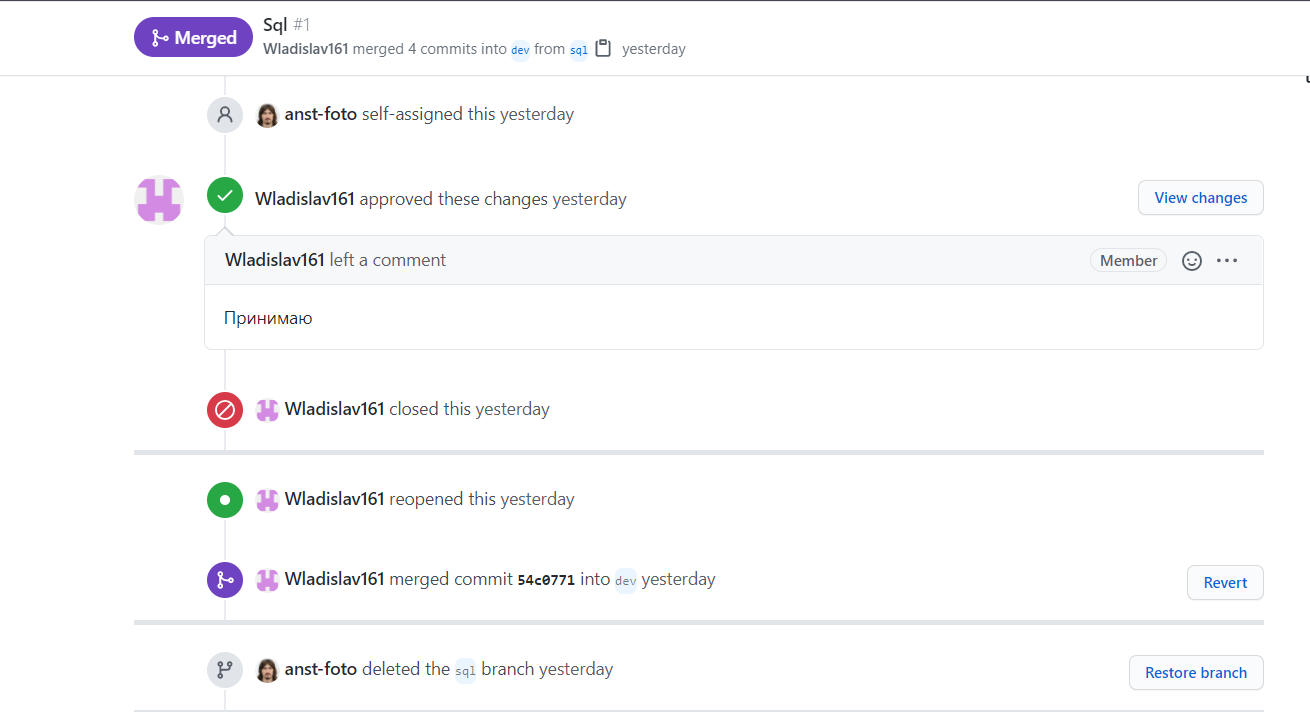 Merged
Sql #1
Wladislav161 merged 4 commits into dev from sql yesterday
anst-foto self-assigned this yesterday
Wladislav161 approved these changes yesterday
View changes
Wladislav161 left a comment
Member
Принимаю
Wladislav161 closed this yesterday
Wladislav161 reopened this yesterday
Wladislav161 merged commit 54c0771 into dev yesterday
Revert
anst-foto deleted the sql branch yesterday
Restore branch